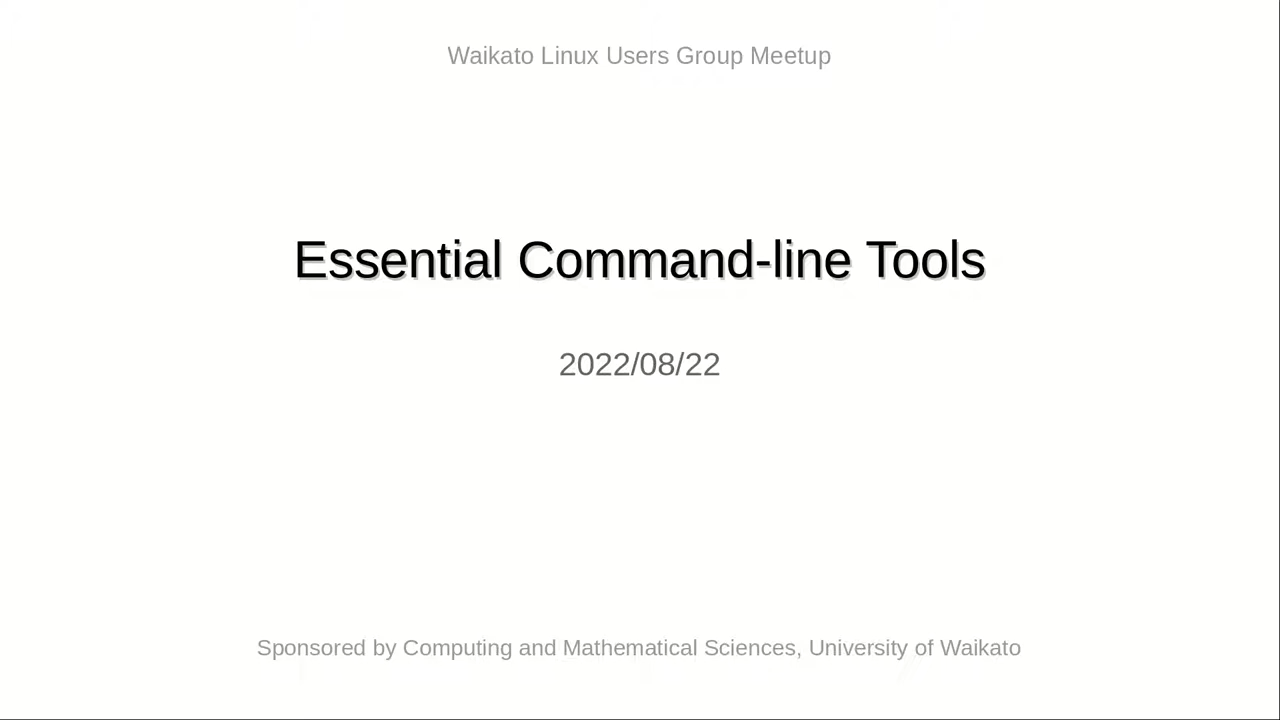 Waikato Linux Users Group Meetup
Essential Command-line Tools
2022/08/22
Sponsored by Computing and Mathematical Sciences, University of Waikato